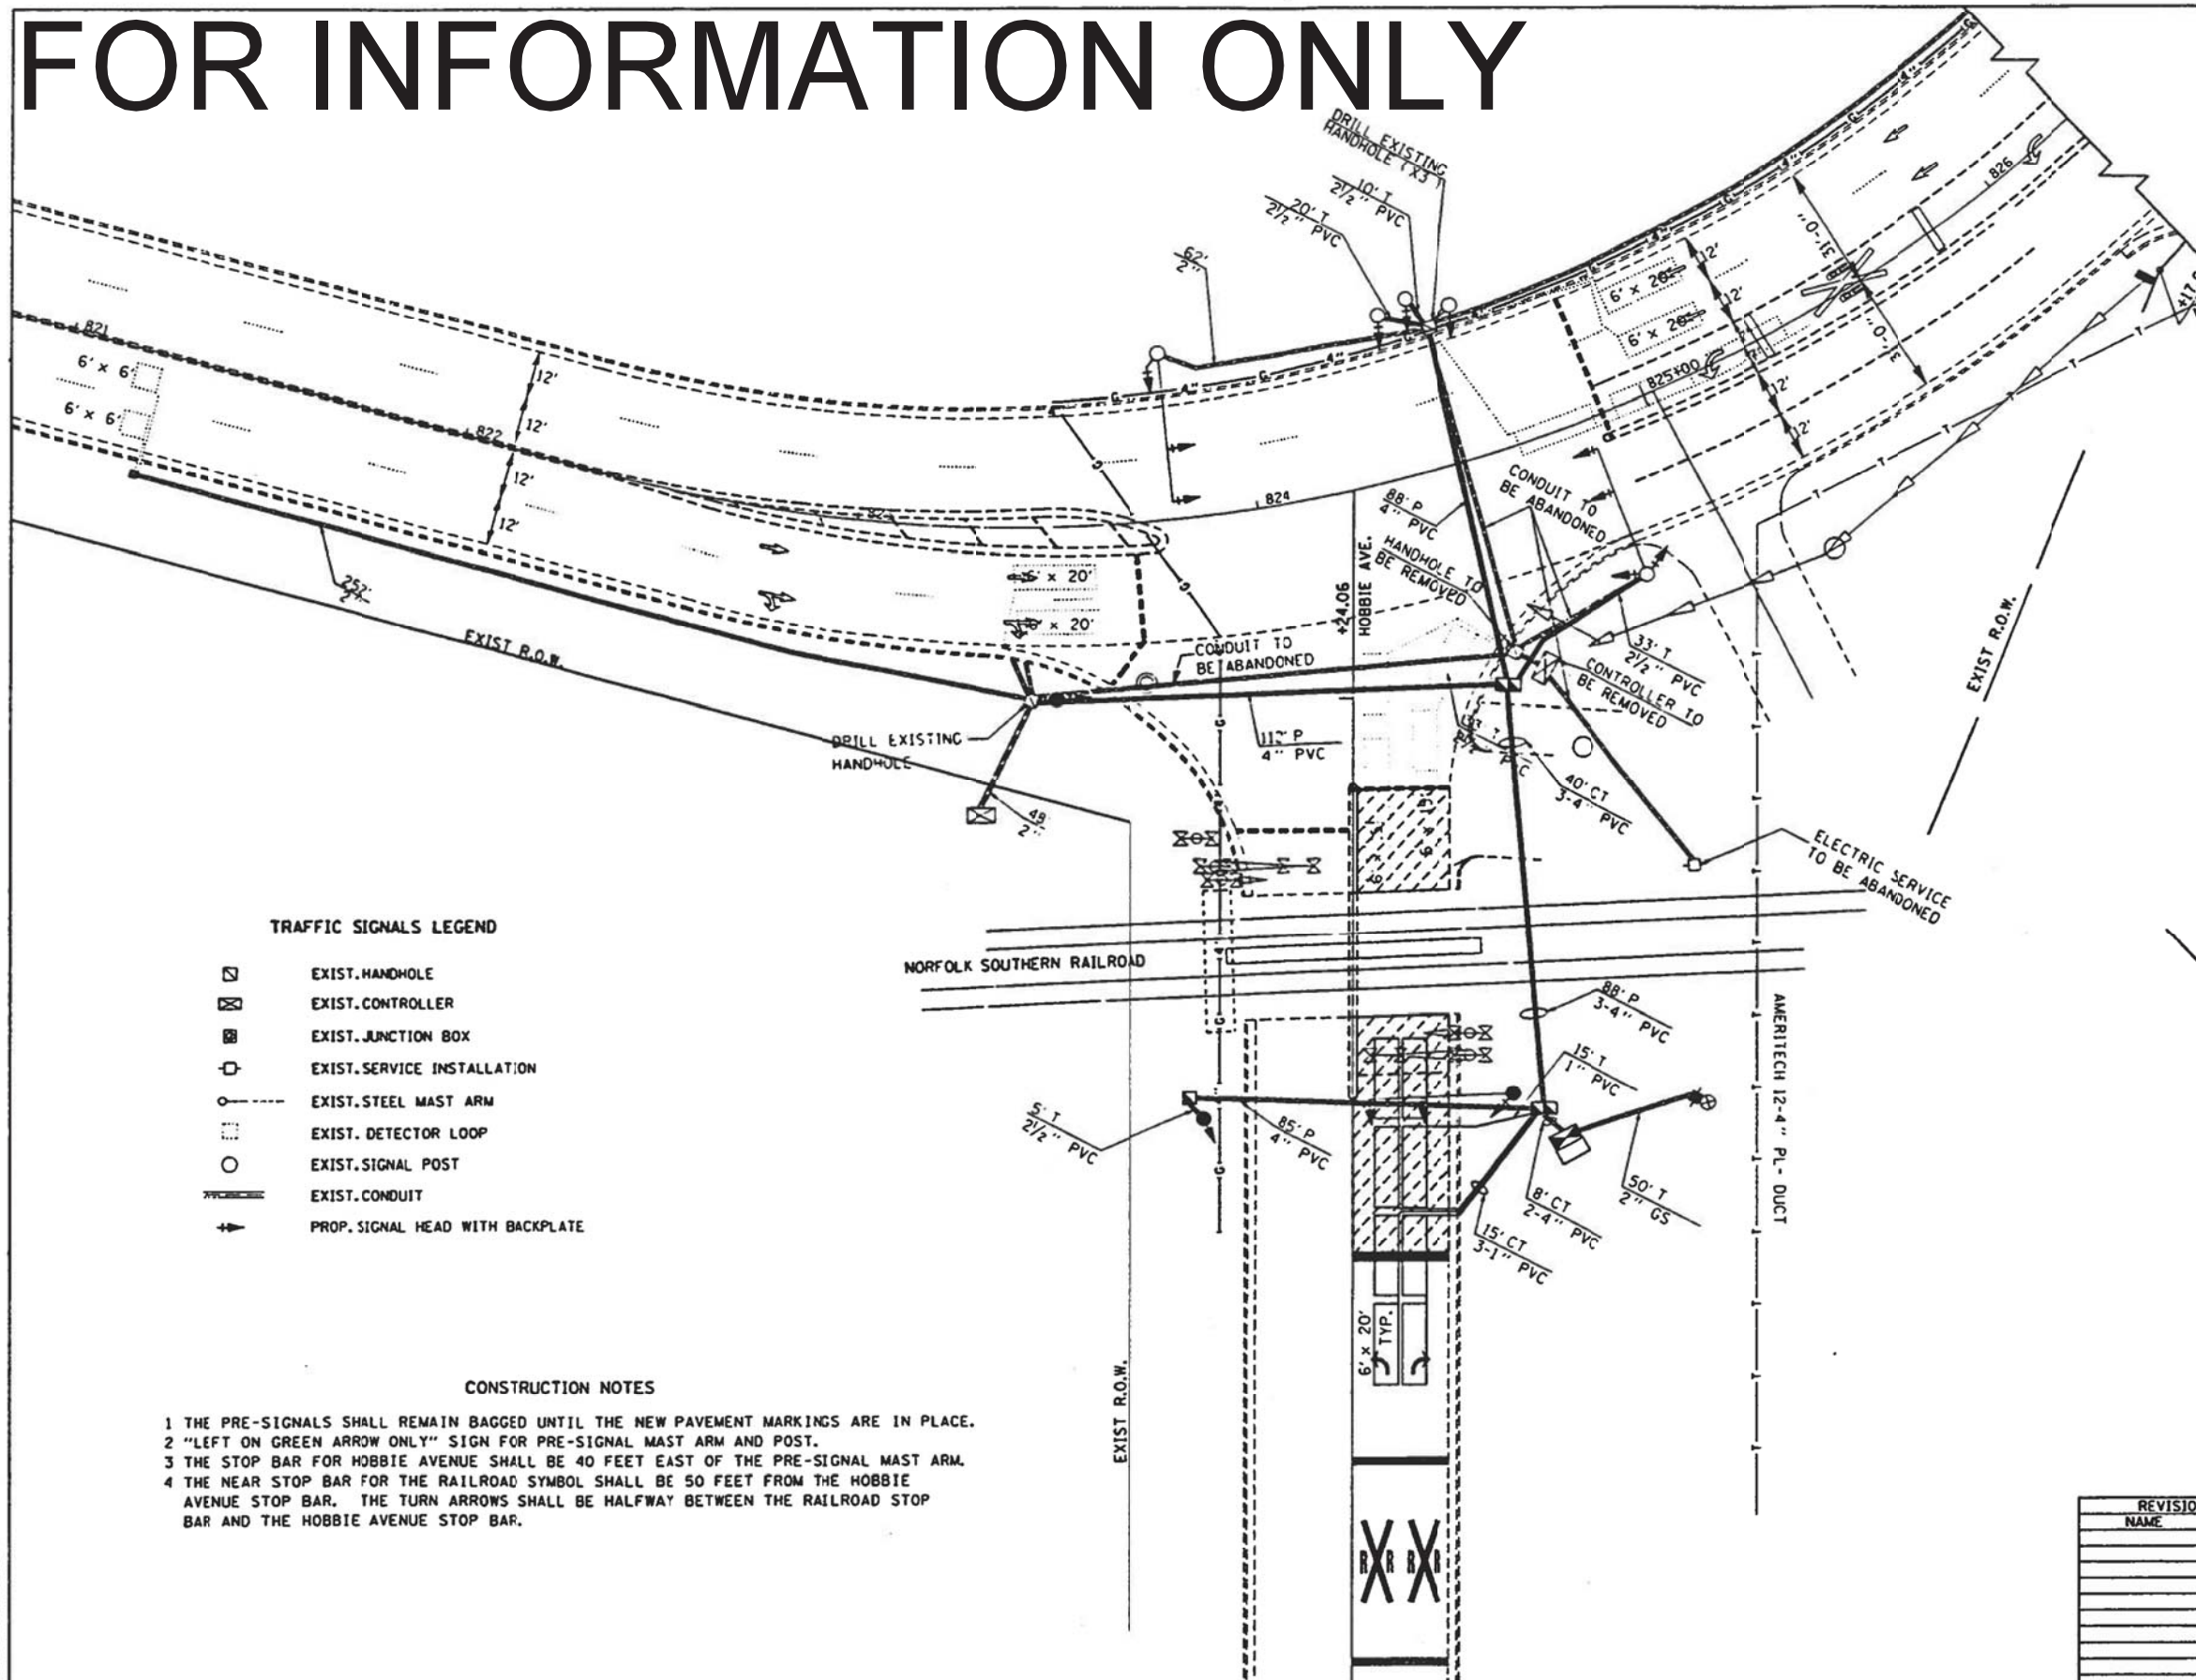 FOR INFORMATION ONLY
DRILL EXISTING
HANDHOLE (X3)
10' T
2 1/2" PVC
20' T
2 1/2" PVC
62'
2"
826
31'-0"
12'
6' x 20'
12'
6' x 20'
825+00
12'
12'
4"
G
4"
G
4"
821
6' x 6'
6' x 6'
822
12'
12'
12'
12'
824
CONDUIT TO
BE ABANDONED
88' P
4" PVC
HANDHOLE TO
BE REMOVED
HOBBIE AVE.
+24.06
6' x 20'
6' x 20'
252'
2"
EXIST R.O.W.
CONDUIT TO
BE ABANDONED
33' T
2 1/2" PVC
CONTROLLER TO
BE REMOVED
EXIST R.O.W.
DRILL EXISTING
HANDHOLE
112' P
4" PVC
40' CT
3-4" PVC
48
2"
ELECTRIC SERVICE
TO BE ABANDONED
NORFOLK SOUTHERN RAILROAD
88' P
3-4" PVC
15' T
1" PVC
AMERITECH 12-4" PL- DUCT
5' T
2 1/2" PVC
85' P
4" PVC
8' CT
2-4" PVC
50' T
2" GS
15' CT
3-1" PVC
6' x 20'
TYP.
EXIST R.O.W.
R R R R
TRAFFIC SIGNALS LEGEND
EXIST. HANDHOLE
EXIST. CONTROLLER
EXIST. JUNCTION BOX
EXIST. SERVICE INSTALLATION
EXIST. STEEL MAST ARM
EXIST. DETECTOR LOOP
EXIST. SIGNAL POST
EXIST. CONDUIT
PROP. SIGNAL HEAD WITH BACKPLATE
CONSTRUCTION NOTES
1 THE PRE-SIGNALS SHALL REMAIN BAGGED UNTIL THE NEW PAVEMENT MARKINGS ARE IN PLACE.
2 "LEFT ON GREEN ARROW ONLY" SIGN FOR PRE-SIGNAL MAST ARM AND POST.
3 THE STOP BAR FOR HOBBIE AVENUE SHALL BE 40 FEET EAST OF THE PRE-SIGNAL MAST ARM.
4 THE NEAR STOP BAR FOR THE RAILROAD SYMBOL SHALL BE 50 FEET FROM THE HOBBIE
AVENUE STOP BAR. THE TURN ARROWS SHALL BE HALFWAY BETWEEN THE RAILROAD STOP
BAR AND THE HOBBIE AVENUE STOP BAR.
REVISIO
NAME